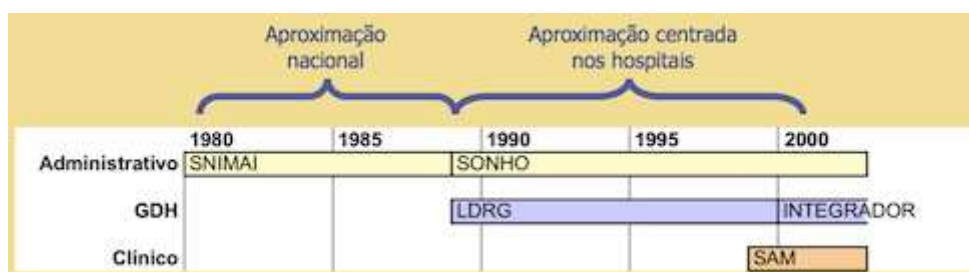 Aproximação
nacional
Aproximação centrada
nos hospitais
1980 1985 1990 1995 2000
Administrativo SNIMAI SONHO
GDH LDRG INTEGRADOR
Clínico SAM